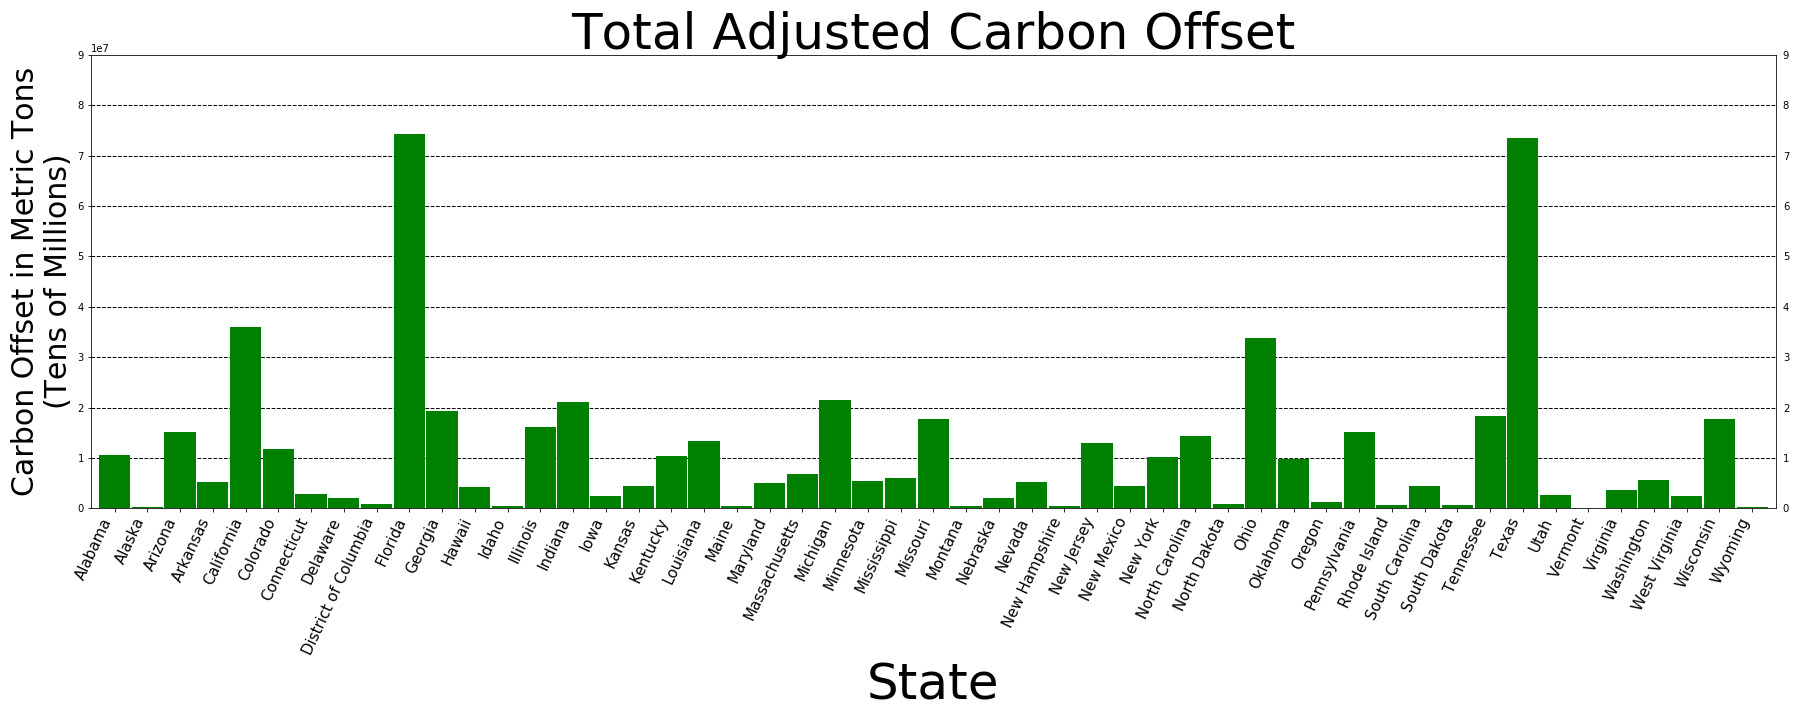 Total Adjusted Carbon Offset
1e7
Carbon Offset in Metric Tons
(Tens of Millions)
9
8
7
6
5
4
3
2
1
0
9
8
7
6
5
4
3
2
1
0
Alabama
Alaska
Arizona
Arkansas
California
Colorado
Connecticut
Delaware
District of Columbia
Florida
Georgia
Hawaii
Idaho
Illinois
Indiana
Iowa
Kansas
Kentucky
Louisiana
Maine
Maryland
Massachusetts
Michigan
Minnesota
Mississippi
Missouri
Montana
Nebraska
Nevada
New Hampshire
New Jersey
New Mexico
New York
North Carolina
North Dakota
Ohio
Oklahoma
Oregon
Pennsylvania
Rhode Island
South Carolina
South Dakota
Tennessee
Texas
Utah
Vermont
Virginia
Washington
West Virginia
Wisconsin
Wyoming
State